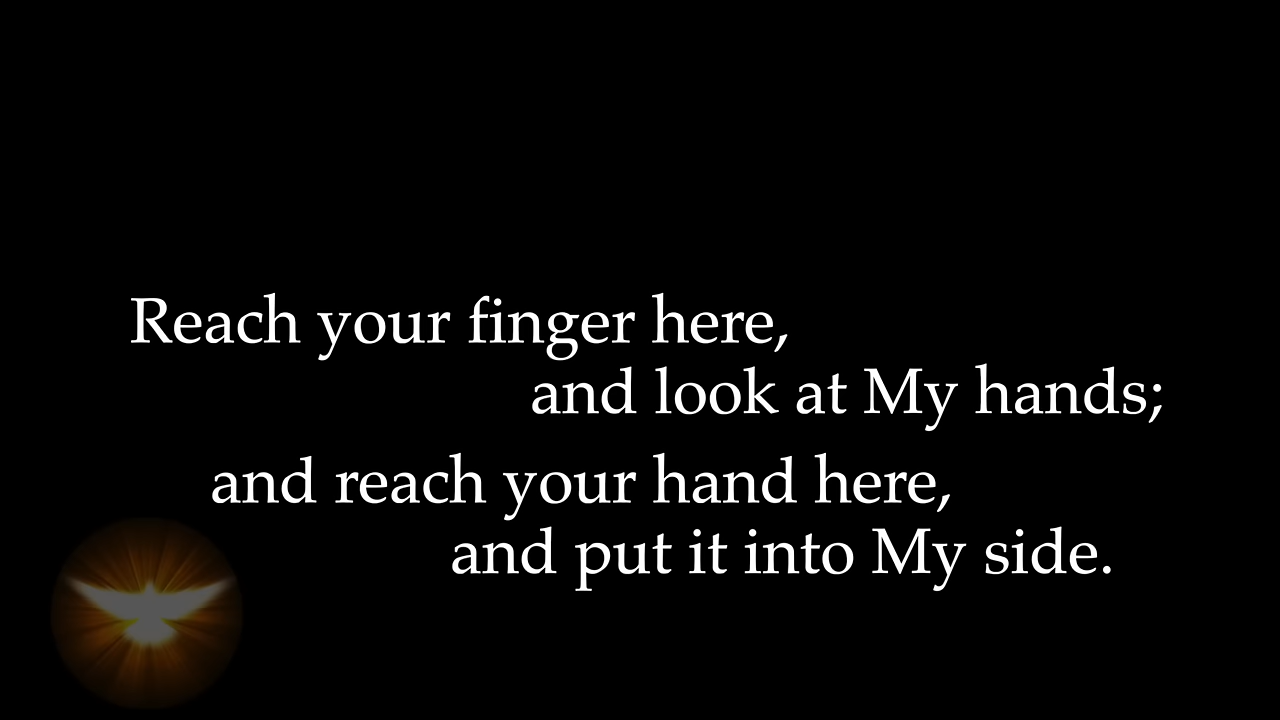 Reach your finger here,
and look at My hands;
and reach your hand here,
and put it into My side.